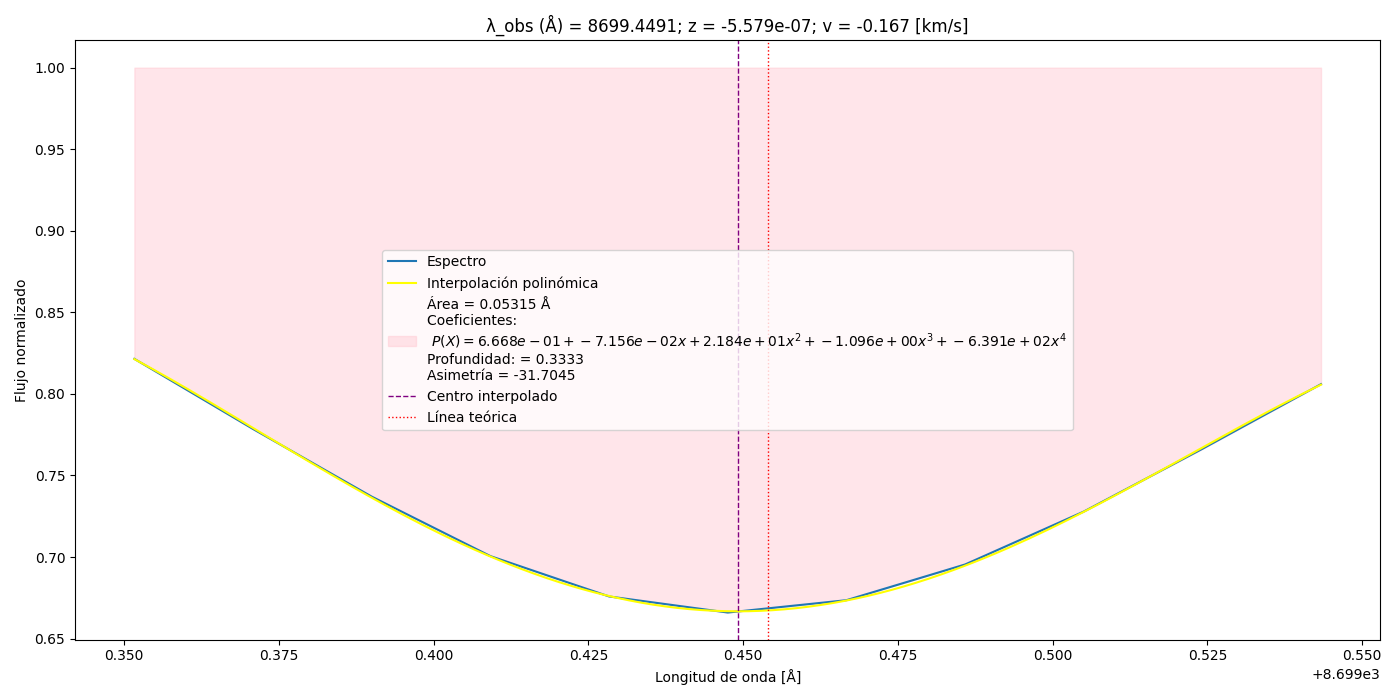 λ_obs (Å) = 8699.4491; z = -5.579e-07; v = -0.167 [km/s]
Flujo normalizado
1.00
0.95
0.90
0.85
0.80
0.75
0.70
0.65
Espectro
Interpolación polinómica
Área = 0.05315 Å
Coeficientes:
P(X) = 6.668e − 01 + −7.156e − 02x + 2.184e + 01x² + −1.096e + 00x³ + −6.391e + 02x⁴
Profundidad: = 0.3333
Asimetría = -31.7045
Centro interpolado
Línea teórica
0.350 0.375 0.400 0.425 0.450 0.475 0.500 0.525 0.550
+8.699e3
Longitud de onda [Å]